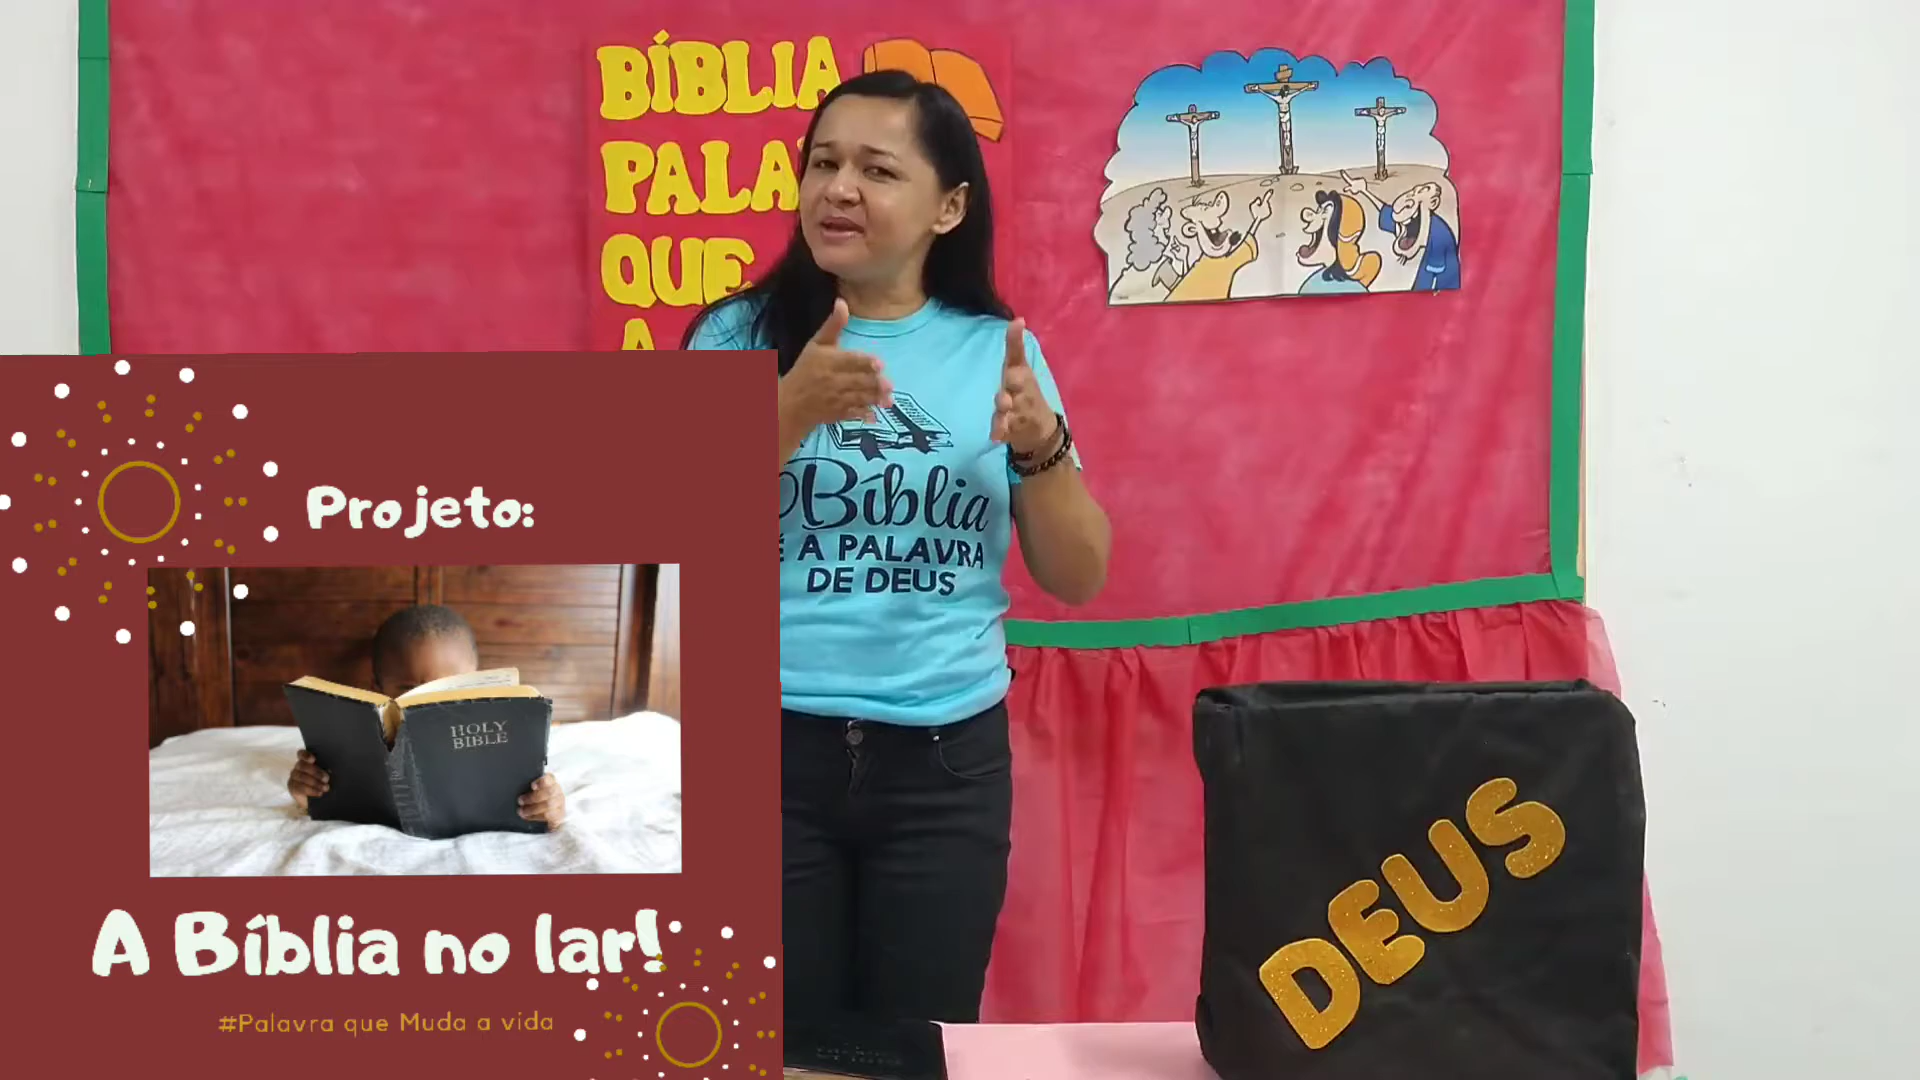 BÍBLIA
PALA
QUE
A
Bíblia
É A PALAVRA
DE DEUS
Projeto:
HOLY
BIBLE
A Bíblia no lar!
#Palavra que Muda a vida
DEUS